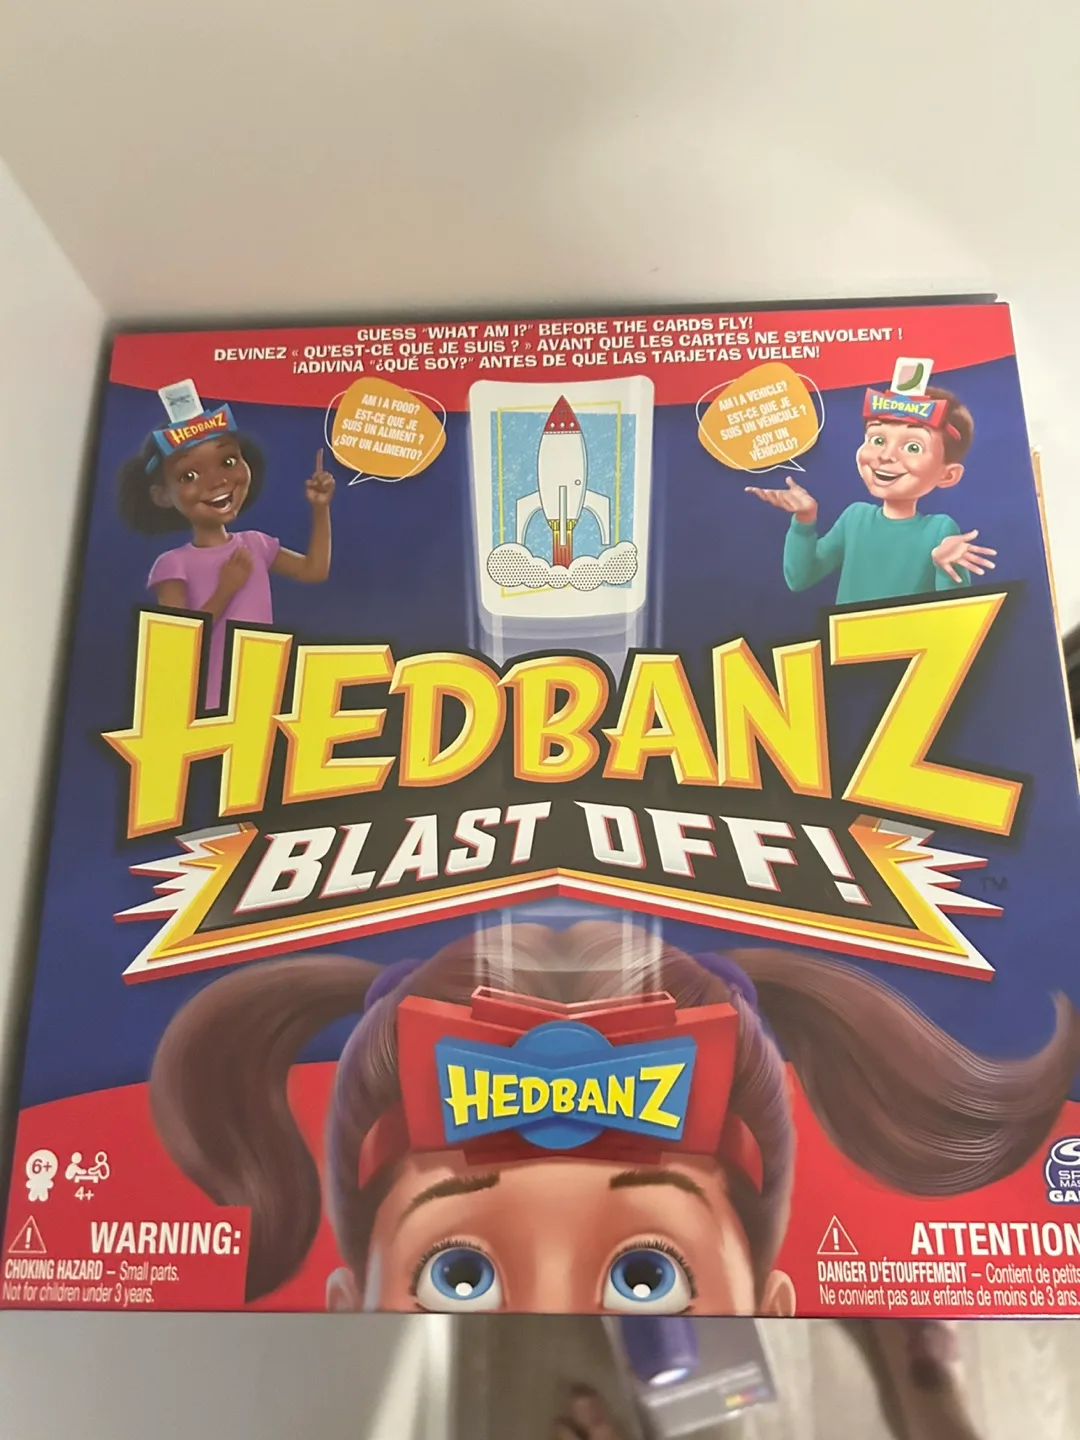 GUESS "WHAT AM I?" BEFORE THE CARDS FLY!
DEVINEZ « QU'EST-CE QUE JE SUIS ? » AVANT QUE LES CARTES NE S'ENVOLENT !
¡ADIVINA "¿QUÉ SOY?" ANTES DE QUE LAS TARJETAS VUELEN!
HEDBANZ
AM I A FOOD?
EST-CE QUE JE
SUIS UN ALIMENT ?
¿SOY UN ALIMENTO?
AM I A VEHICLE?
EST-CE QUE JE
SUIS UN VÉHICULE ?
¿SOY UN
VEHÍCULO?
HEDBANZ
HEDBANZ
BLAST OFF!
TM
HEDBANZ
6+
4+
WARNING:
CHOKING HAZARD – Small parts.
Not for children under 3 years.
ATTENTION
DANGER D'ÉTOUFFEMENT – Contient de petits
Ne convient pas aux enfants de moins de 3 ans.